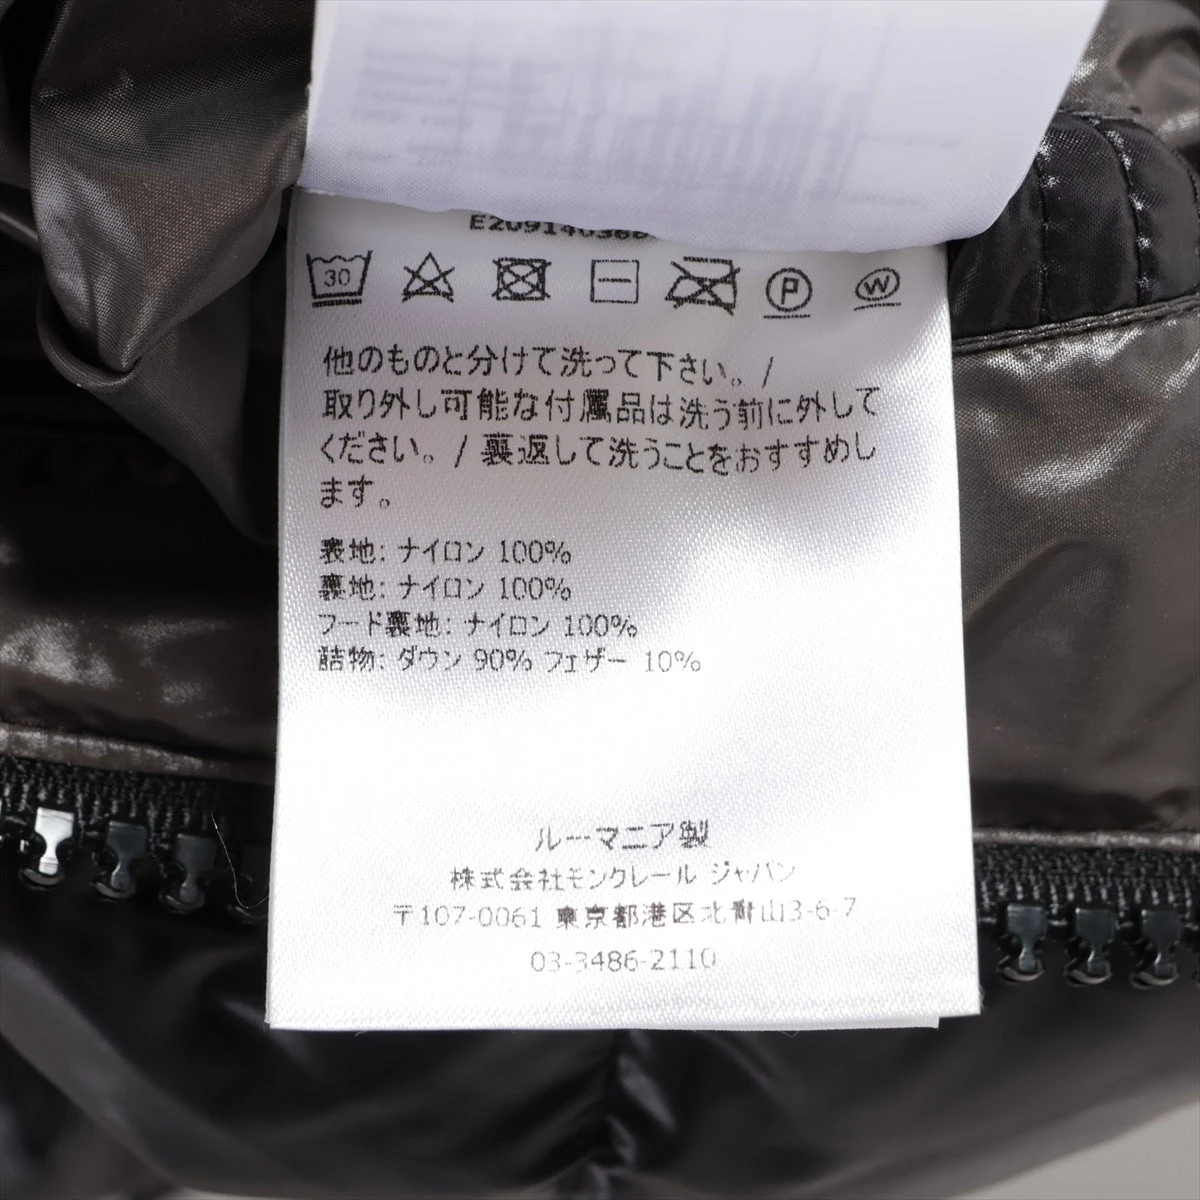 30
P
W
他のものと分けて洗って下さい。/
取り外し可能な付属品は洗う前に外して
ください。/ 裏返して洗うことをおすすめし
ます。
表地: ナイロン 100%
裏地: ナイロン 100%
フード裏地: ナイロン 100%
詰物: ダウン 90% フェザー 10%
ルーマニア製
株式会社モンクレール ジャパン
〒107-0061 東京都港区北青山3-6-7
03-3486-2110